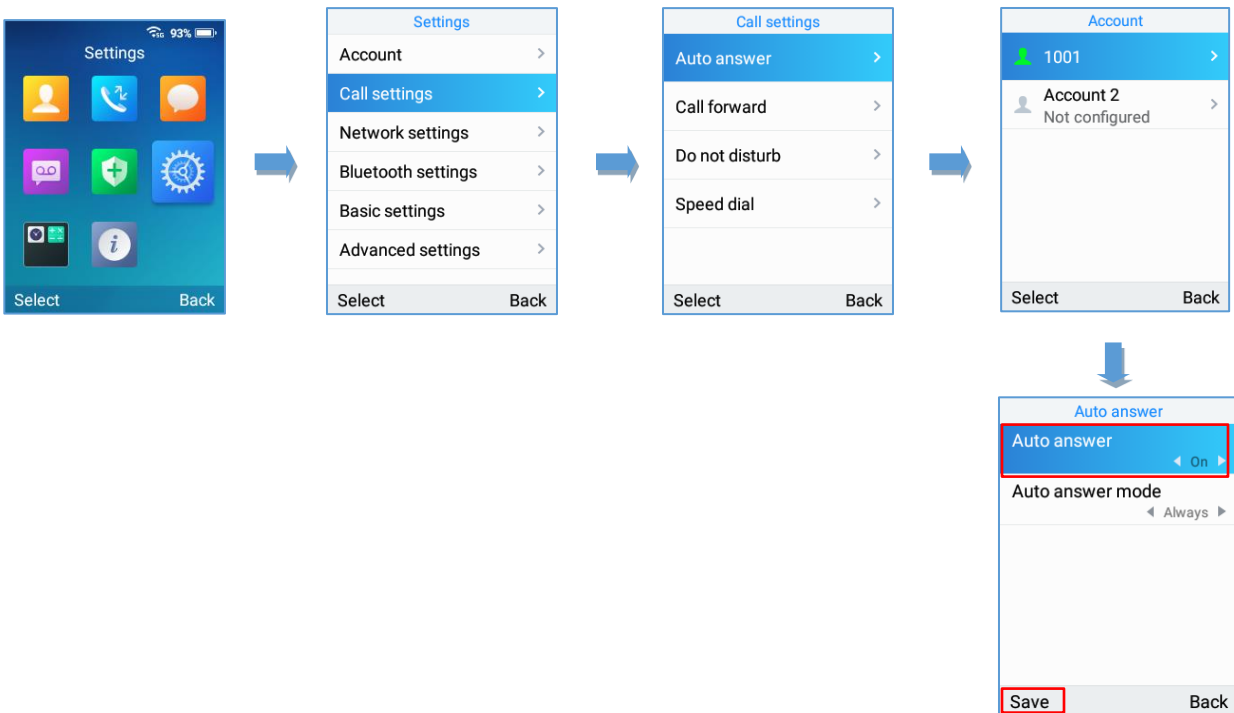 5G 93%
Settings
Select Back
Settings
Account
Call settings
Network settings
Bluetooth settings
Basic settings
Advanced settings
Select Back
Call settings
Auto answer
Call forward
Do not disturb
Speed dial
Select Back
Account
1001
Account 2
Not configured
Select Back
Auto answer
Auto answer
On
Auto answer mode
Always
Save Back